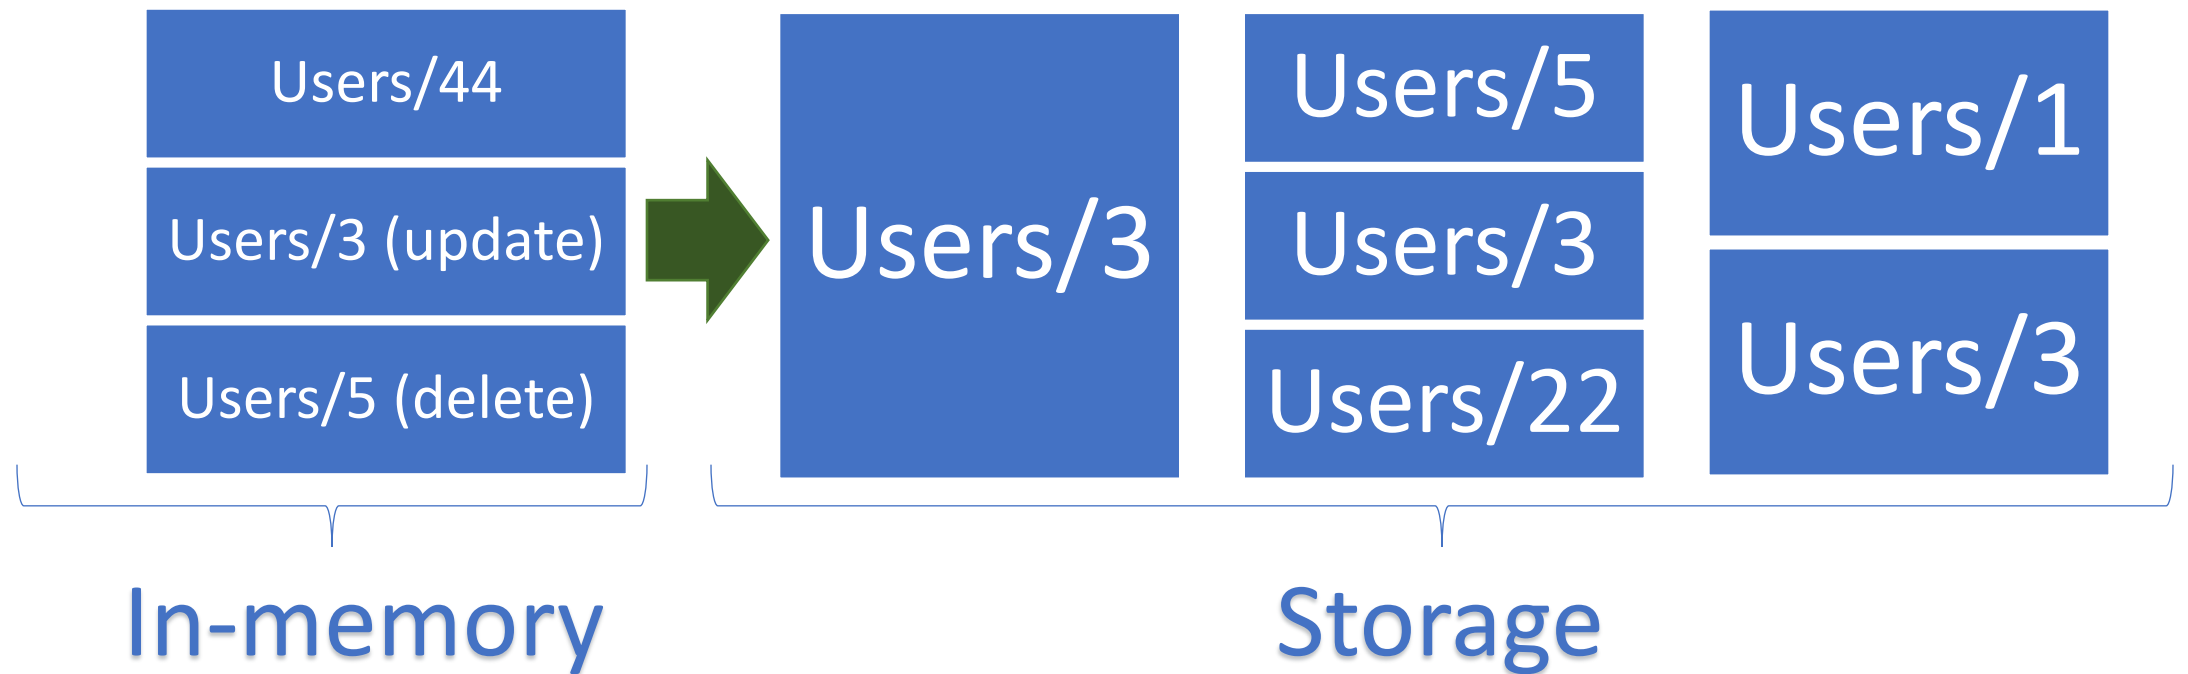 Users/44
Users/3 (update)
Users/5 (delete)
Users/3
Users/5
Users/3
Users/22
Users/1
Users/3
In-memory
Storage